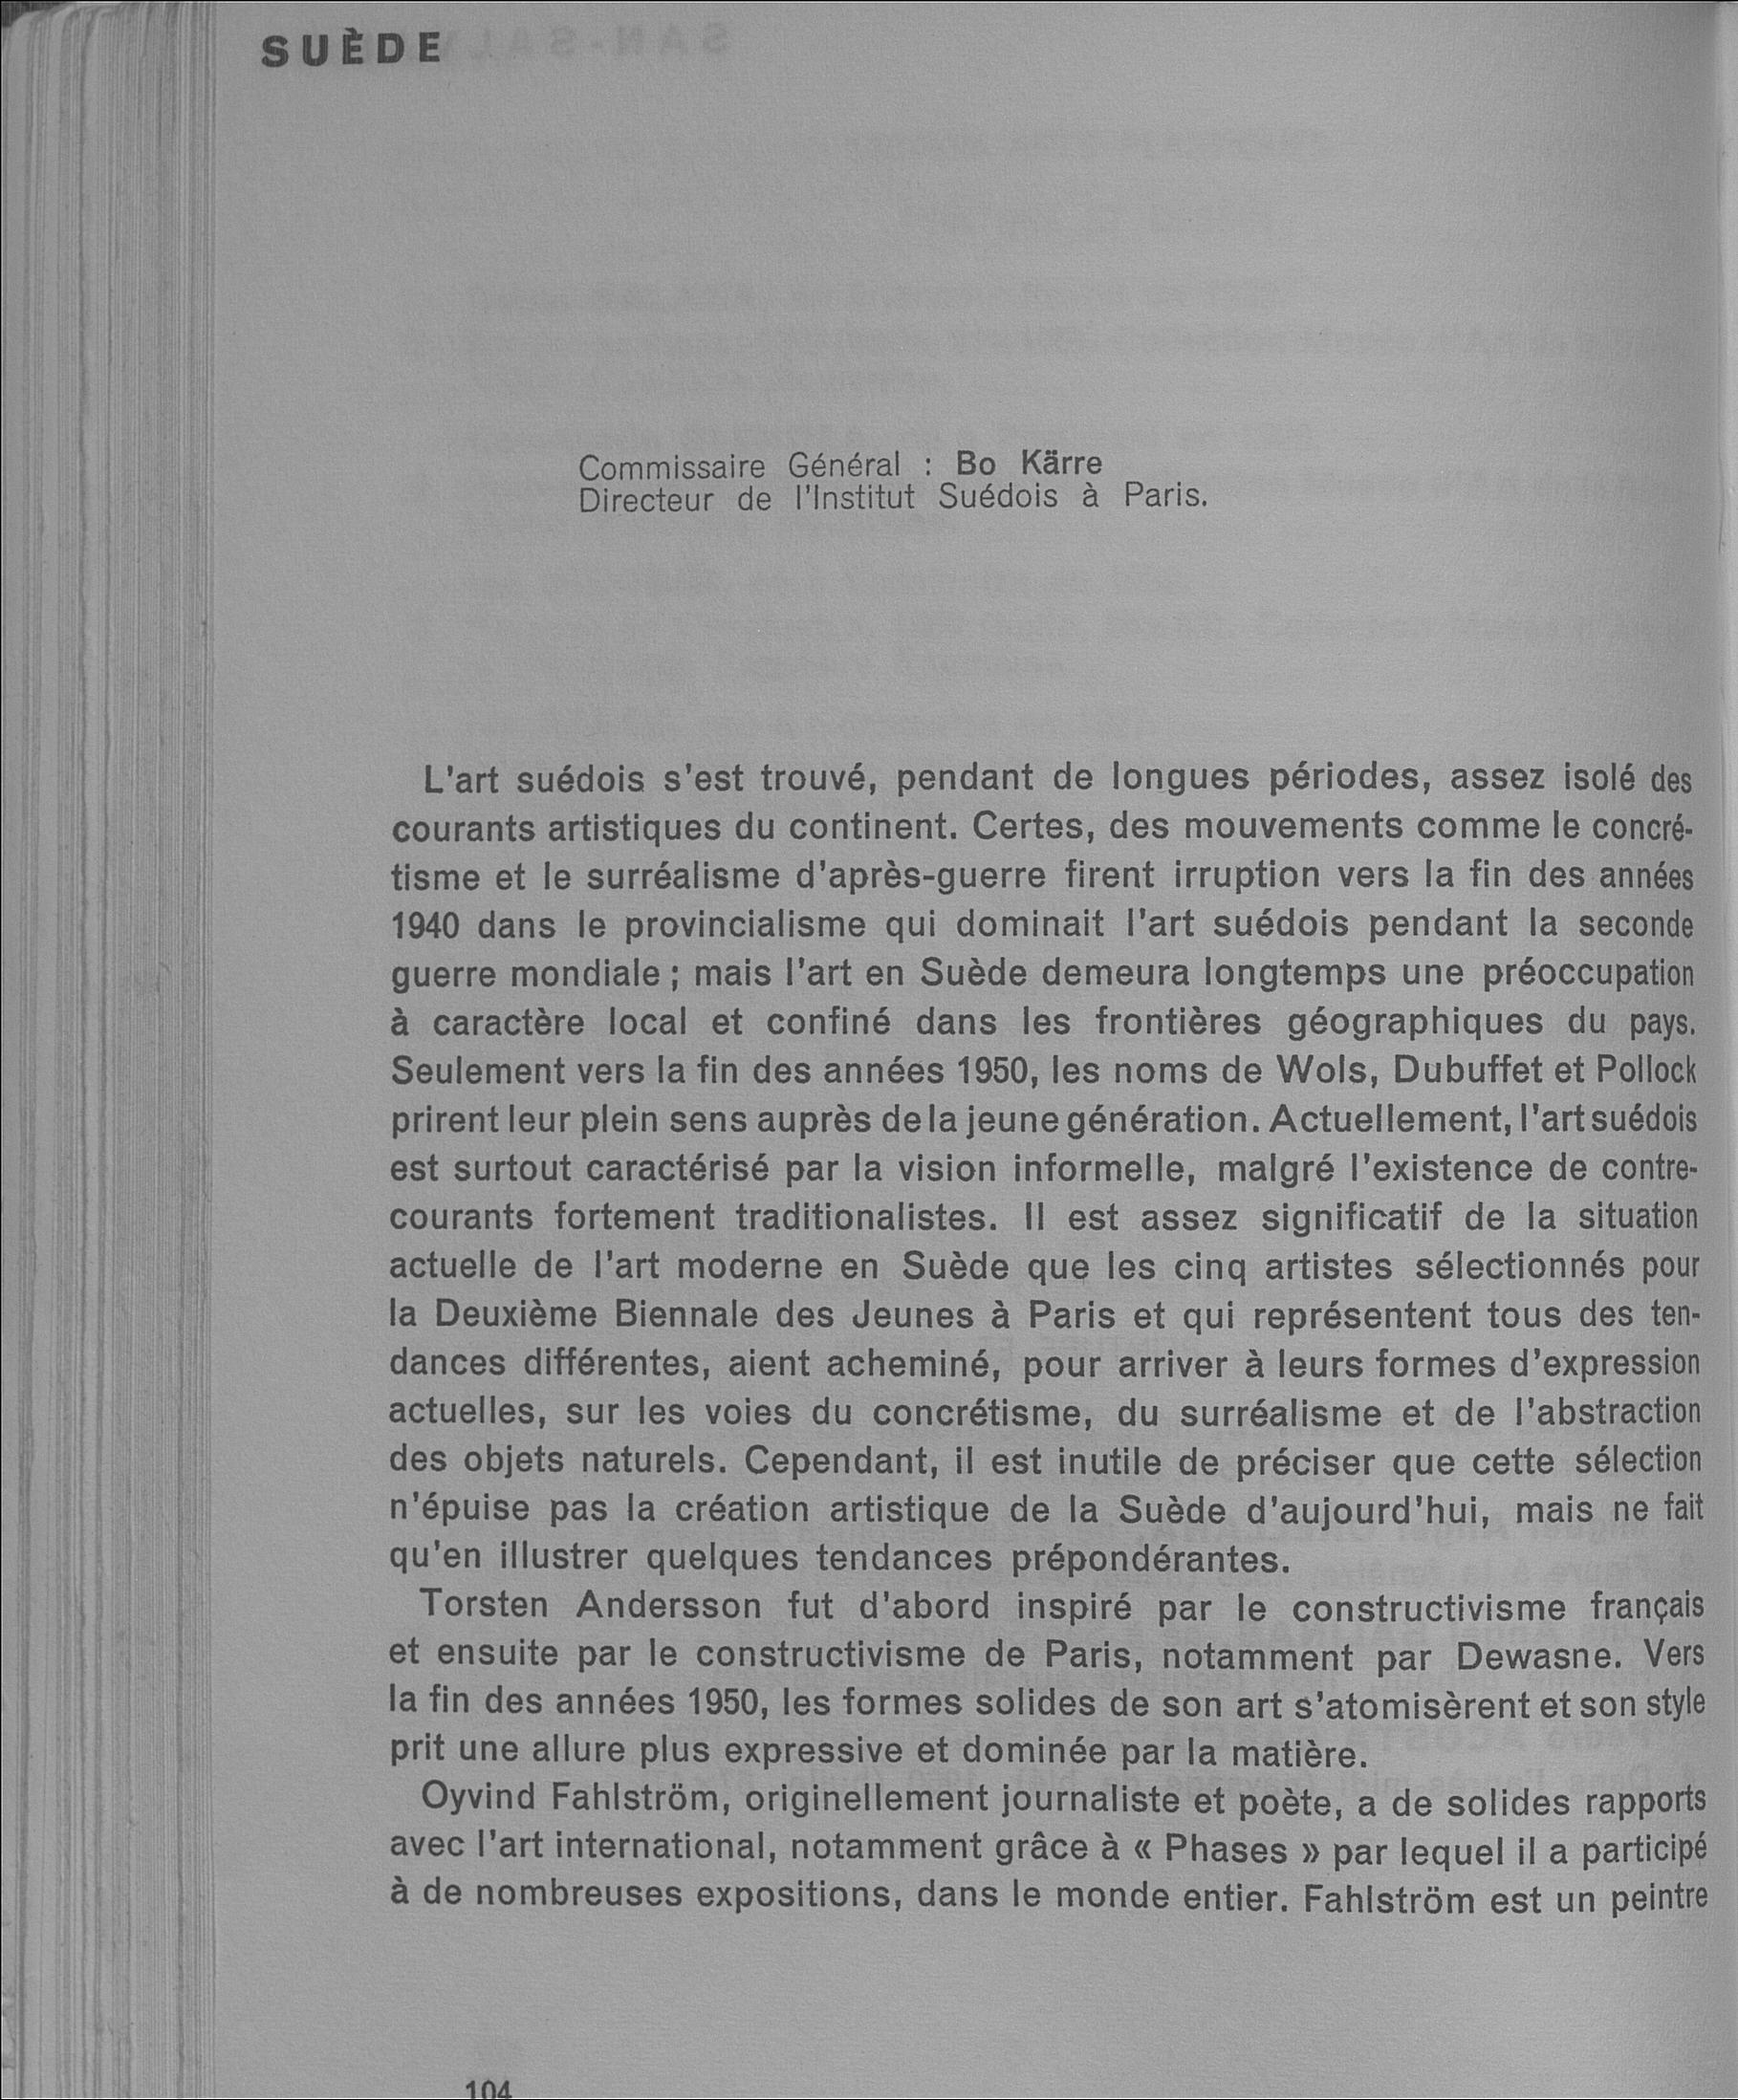 SUÈDE
Commissaire Général : Bo Kärre
Directeur de l'Institut Suédois à Paris.
L'art suédois s'est trouvé, pendant de longues périodes, assez isolé des
courants artistiques du continent. Certes, des mouvements comme le concré-
tisme et le surréalisme d'après-guerre firent irruption vers la fin des années
1940 dans le provincialisme qui dominait l'art suédois pendant la seconde
guerre mondiale ; mais l'art en Suède demeura longtemps une préoccupation
à caractère local et confiné dans les frontières géographiques du pays.
Seulement vers la fin des années 1950, les noms de Wols, Dubuffet et Pollock
prirent leur plein sens auprès de la jeune génération. Actuellement, l'art suédois
est surtout caractérisé par la vision informelle, malgré l'existence de contre-
courants fortement traditionalistes. Il est assez significatif de la situation
actuelle de l'art moderne en Suède que les cinq artistes sélectionnés pour
la Deuxième Biennale des Jeunes à Paris et qui représentent tous des ten-
dances différentes, aient acheminé, pour arriver à leurs formes d'expression
actuelles, sur les voies du concrétisme, du surréalisme et de l'abstraction
des objets naturels. Cependant, il est inutile de préciser que cette sélection
n'épuise pas la création artistique de la Suède d'aujourd'hui, mais ne fait
qu'en illustrer quelques tendances prépondérantes.
Torsten Andersson fut d'abord inspiré par le constructivisme français
et ensuite par le constructivisme de Paris, notamment par Dewasne. Vers
la fin des années 1950, les formes solides de son art s'atomisèrent et son style
prit une allure plus expressive et dominée par la matière.
Oyvind Fahlström, originellement journaliste et poète, a de solides rapports
avec l'art international, notamment grâce à « Phases » par lequel il a participé
à de nombreuses expositions, dans le monde entier. Fahlström est un peintre
104